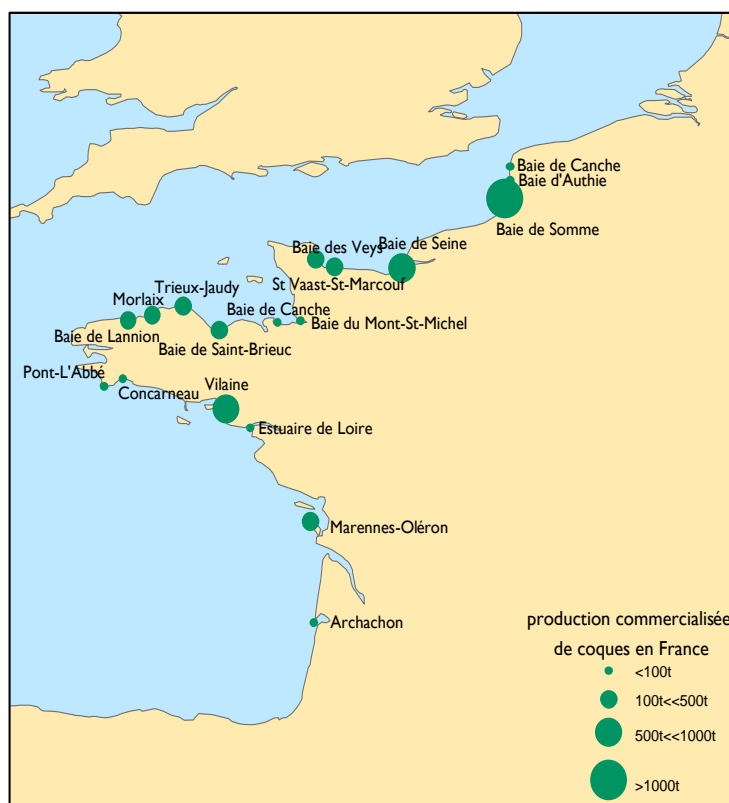 Baie de Canche
Baie d'Authie
Baie de Somme
Baie des Veys
Baie de Seine
St Vaast-St-Marcouf
Trieux-Jaudy
Morlaix
Baie de Canche
Baie du Mont-St-Michel
Baie de Lannion
Baie de Saint-Brieuc
Pont-L'Abbé
Concarneau
Vilaine
Estuaire de Loire
Marennes-Oléron
Archachon
production commercialisée
de coques en France
<100t
100t<<500t
500t<<1000t
>1000t